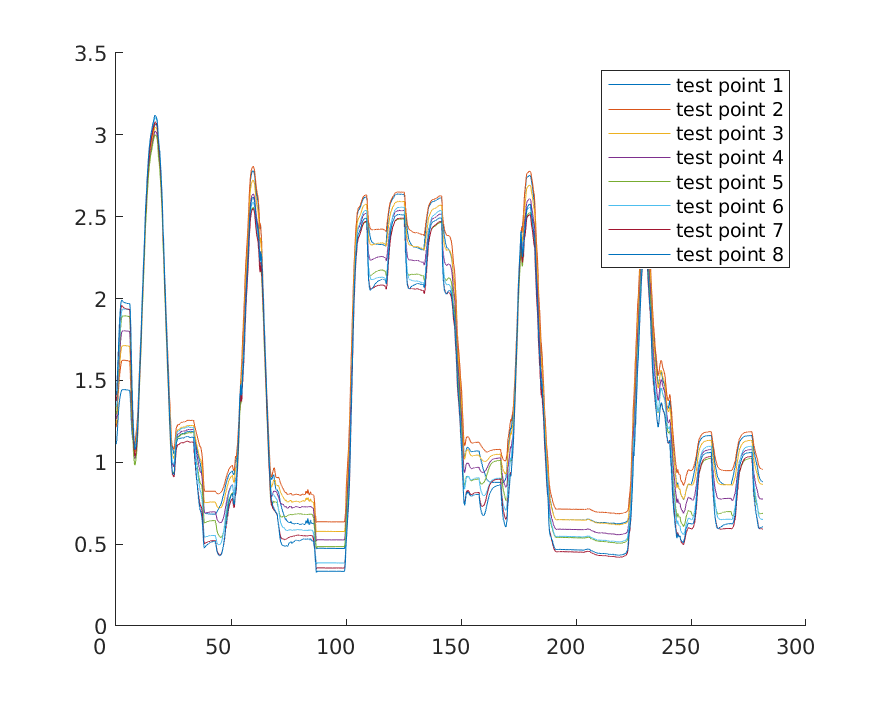 3.5
3
2.5
2
1.5
1
0.5
0
0
50
100
150
200
250
300
test point 1
test point 2
test point 3
test point 4
test point 5
test point 6
test point 7
test point 8